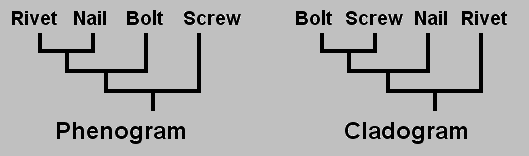 Rivet Nail Bolt Screw
Phenogram
Bolt Screw Nail Rivet
Cladogram